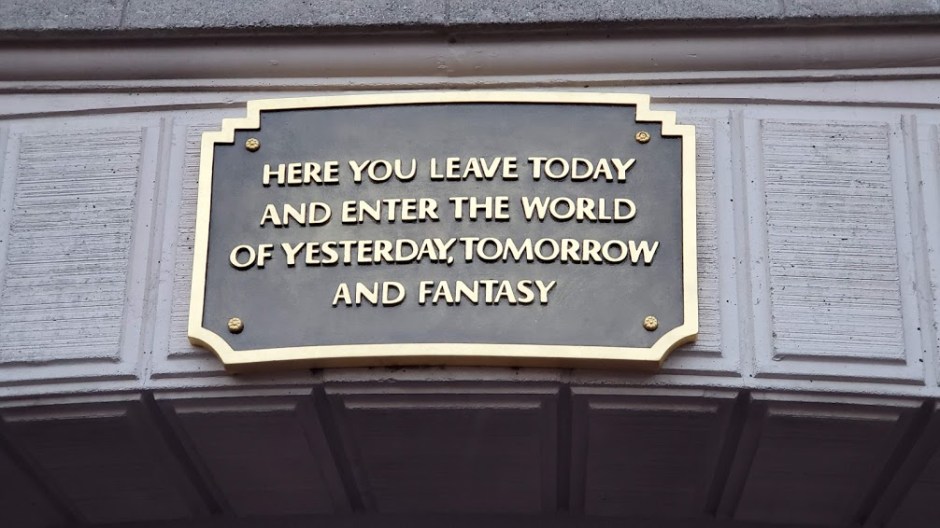 HERE YOU LEAVE TODAY
AND ENTER THE WORLD
OF YESTERDAY, TOMORROW
AND FANTASY